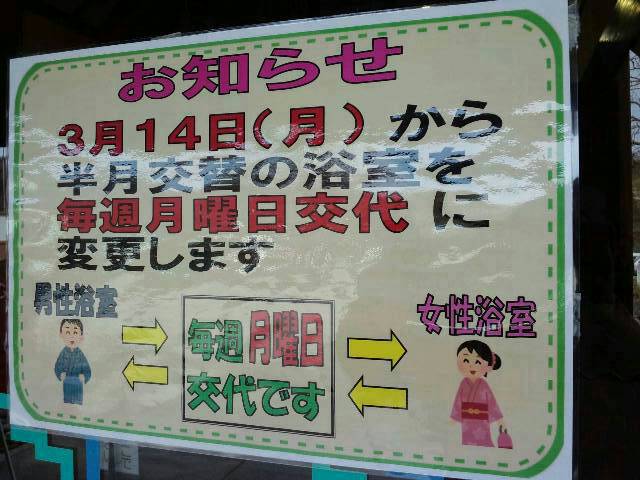 お知らせ
3月14日(月)から
半月交替の浴室を
毎週月曜日交代に
変更します
男性浴室
毎週月曜日
交代です
女性浴室